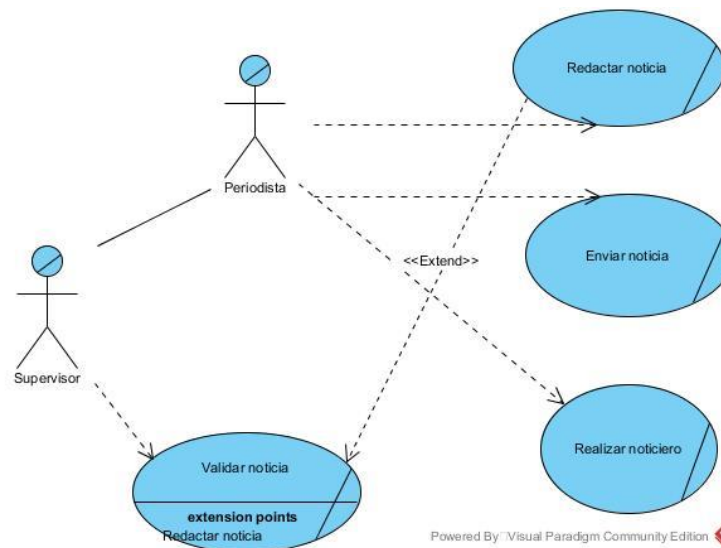 Redactar noticia
Periodista
Enviar noticia
<<Extend>>
Supervisor
Realizar noticiero
Validar noticia
extension points
Redactar noticia
Powered By Visual Paradigm Community Edition